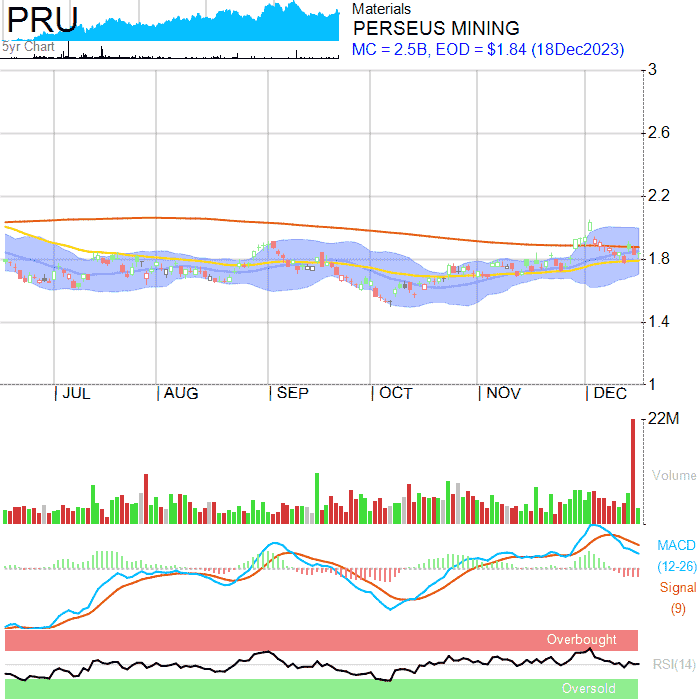 PRU
5yr Chart
Materials
PERSEUS MINING
MC = 2.5B, EOD = $1.84 (18Dec2023)
3
2.6
2.2
1.8
1.4
1
JUL
AUG
SEP
OCT
NOV
DEC
22M
Volume
MACD
(12-26)
Signal
(9)
Overbought
RSI(14)
Oversold